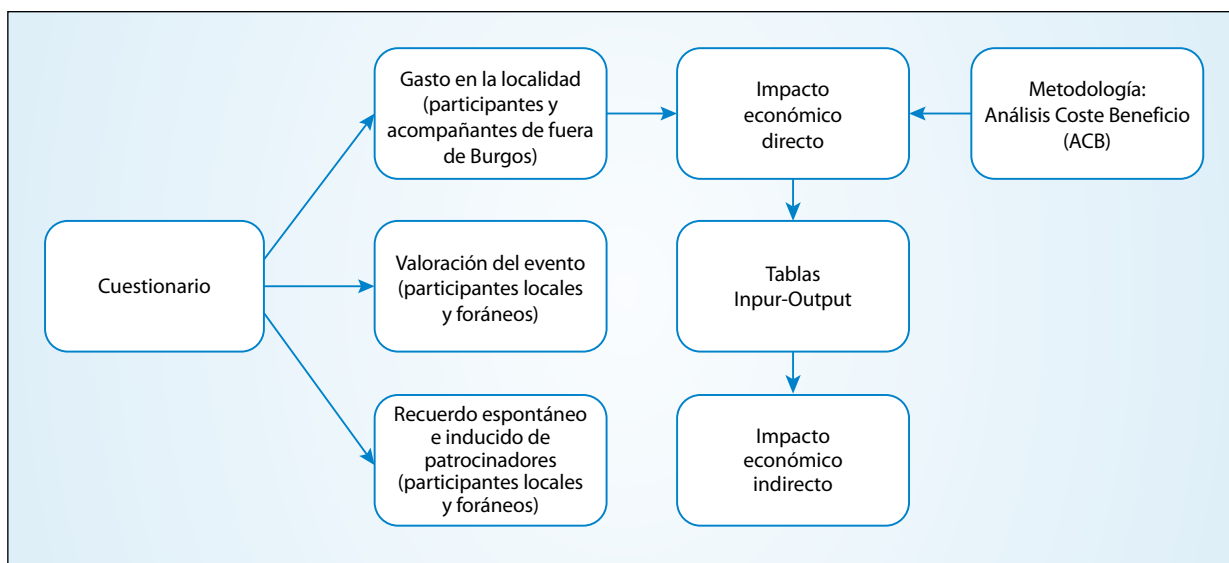 Gasto en la localidad
(participantes y
acompañantes de fuera
de Burgos)
Impacto
económico
directo
Metodología:
Análisis Coste Beneficio
(ACB)
Cuestionario
Valoración del evento
(participantes locales
y foráneos)
Tablas
Inpur-Output
Recuerdo espontáneo
e inducido de
patrocinadores
(participantes locales
y foráneos)
Impacto
económico
indirecto